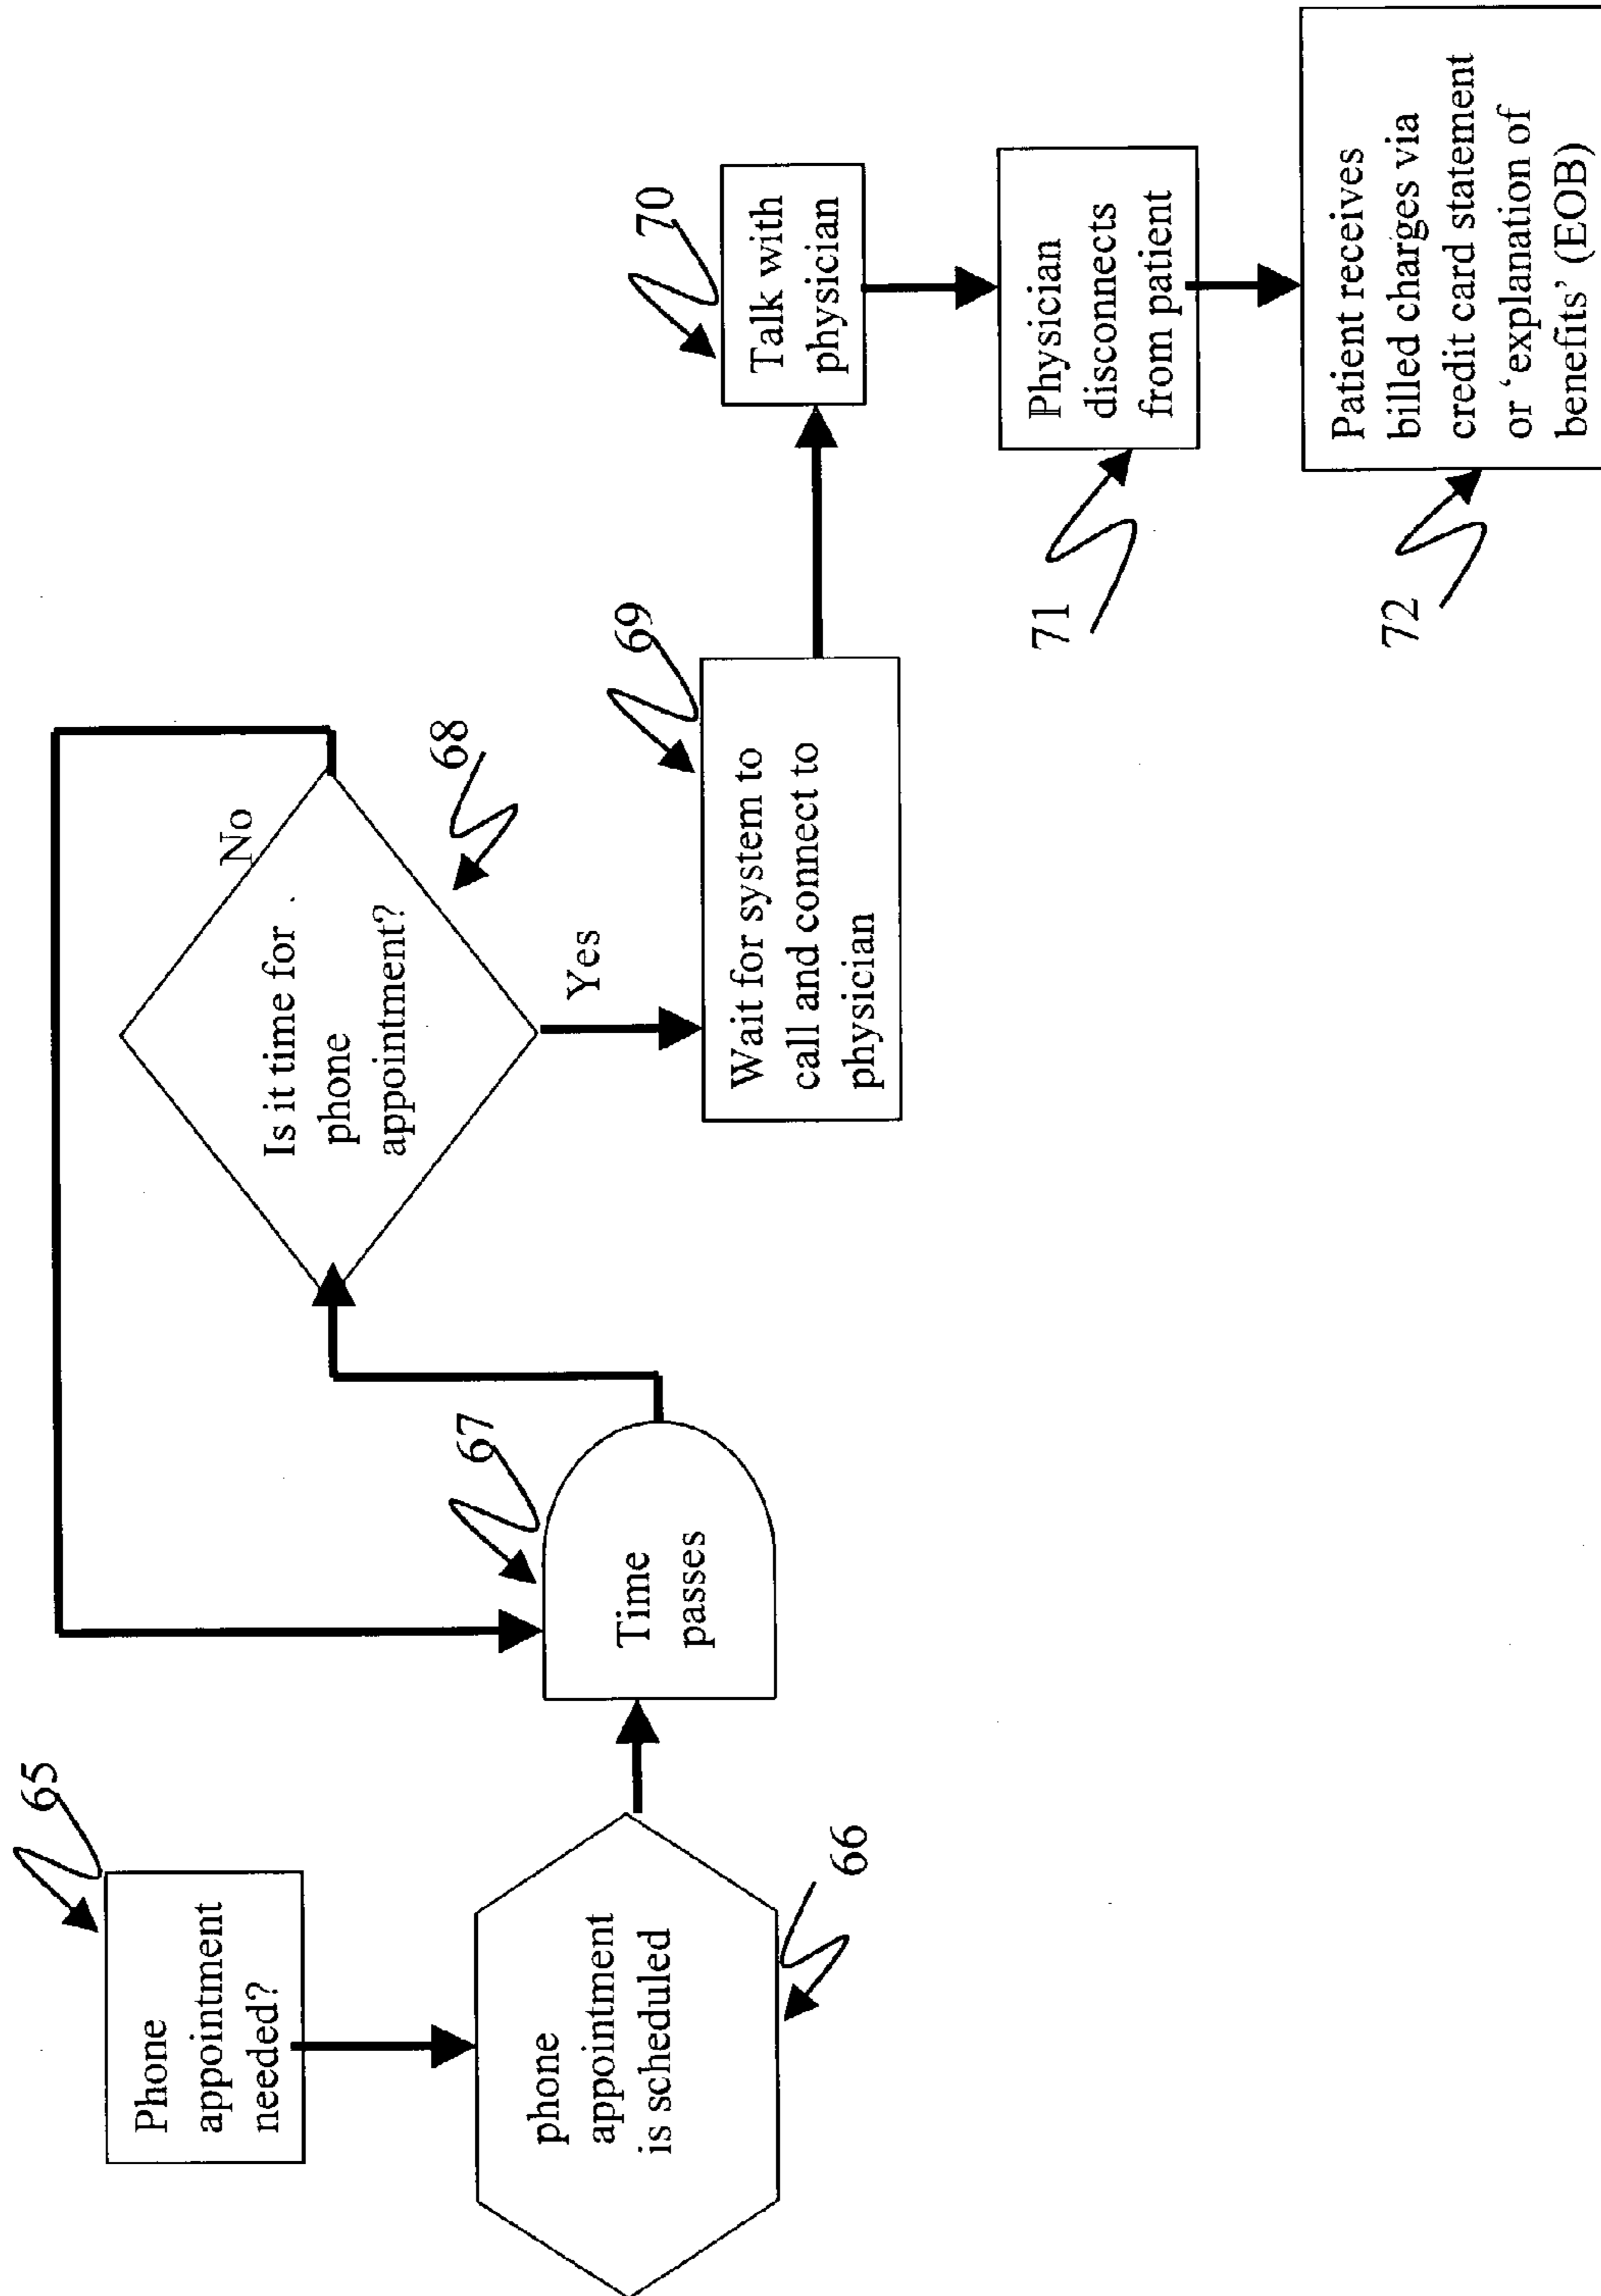 65
Phone
appointment
needed?
phone
appointment
is scheduled
66
67
Time
passes
Is it time for
phone
appointment?
No
68
Yes
69
Wait for system to
call and connect to
physician
70
Talk with
physician
71
Physician
disconnects
from patient
72
Patient receives
billed charges via
credit card statement
or 'explanation of
benefits' (EOB)